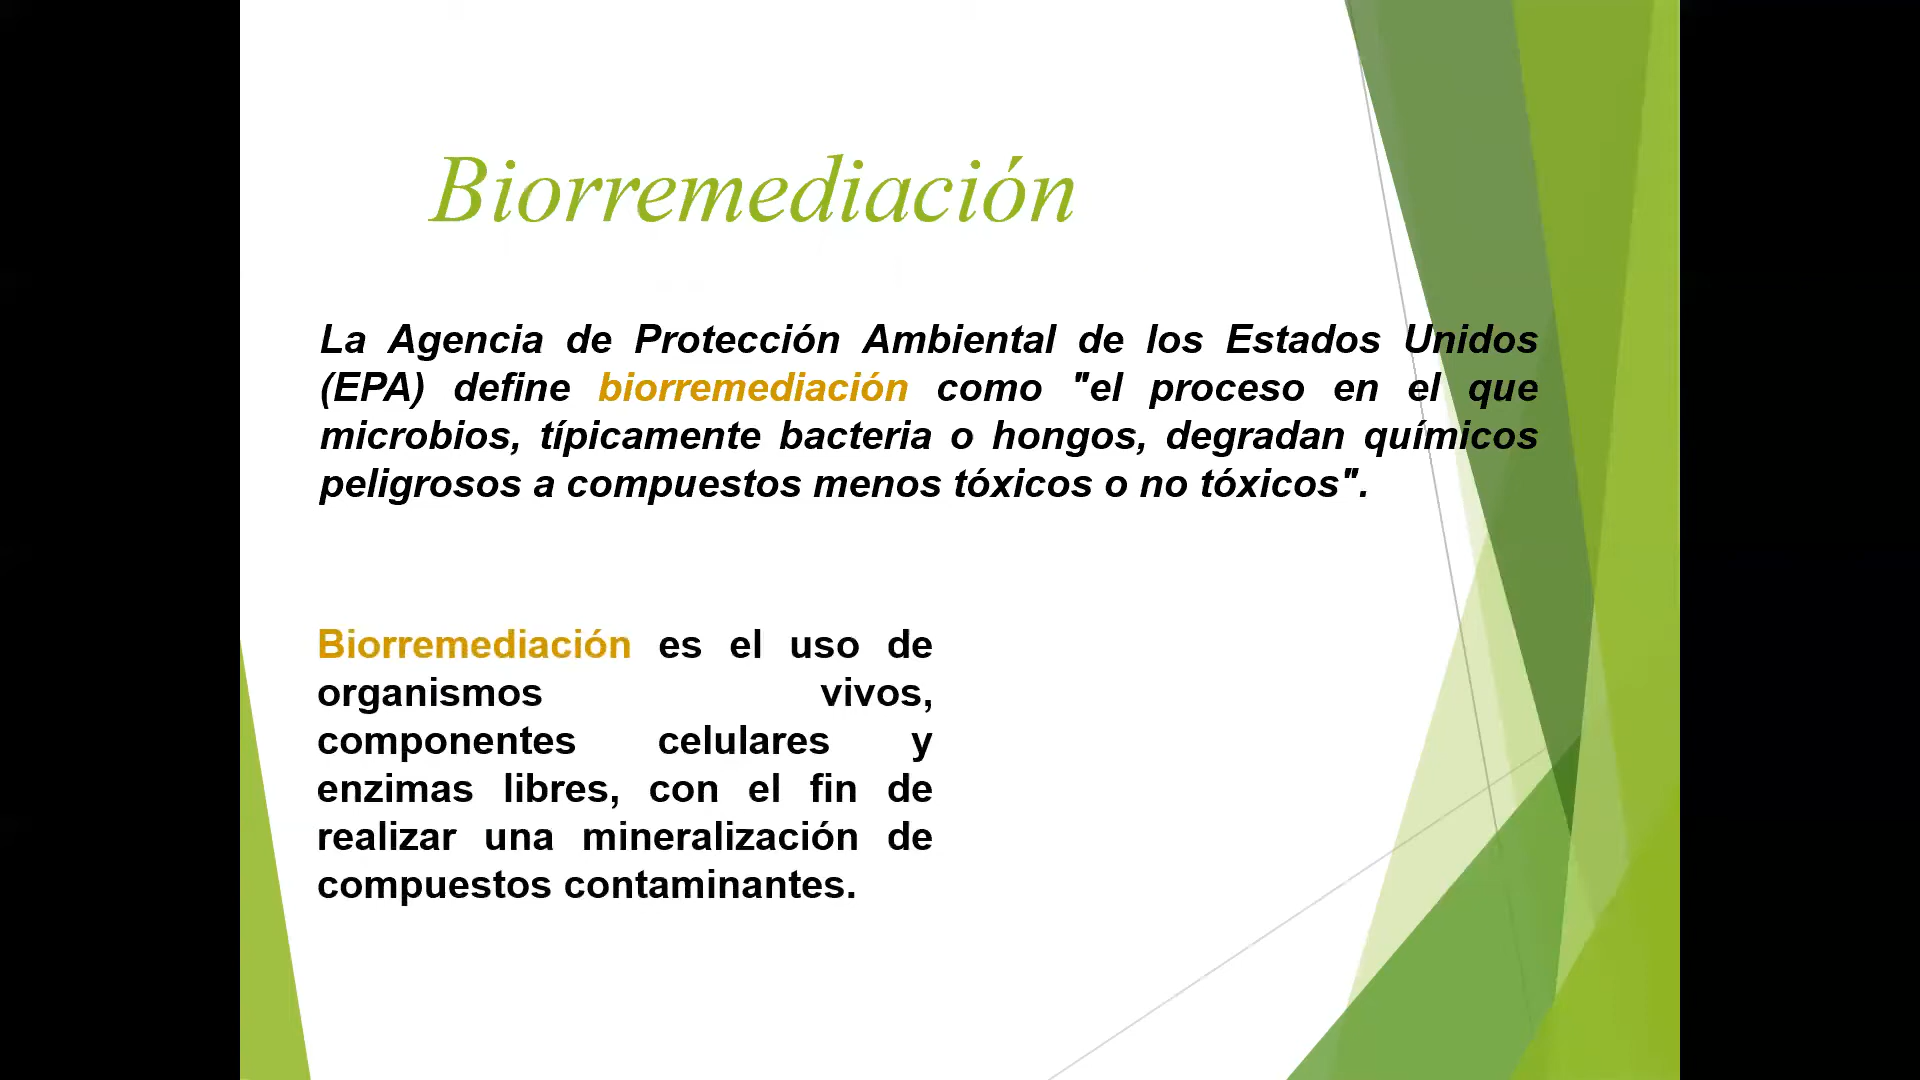 Biorremediación
La Agencia de Protección Ambiental de los Estados Unidos
(EPA) define biorremediación como "el proceso en el que
microbios, típicamente bacteria o hongos, degradan químicos
peligrosos a compuestos menos tóxicos o no tóxicos".
Biorremediación es el uso de
organismos vivos,
componentes celulares y
enzimas libres, con el fin de
realizar una mineralización de
compuestos contaminantes.